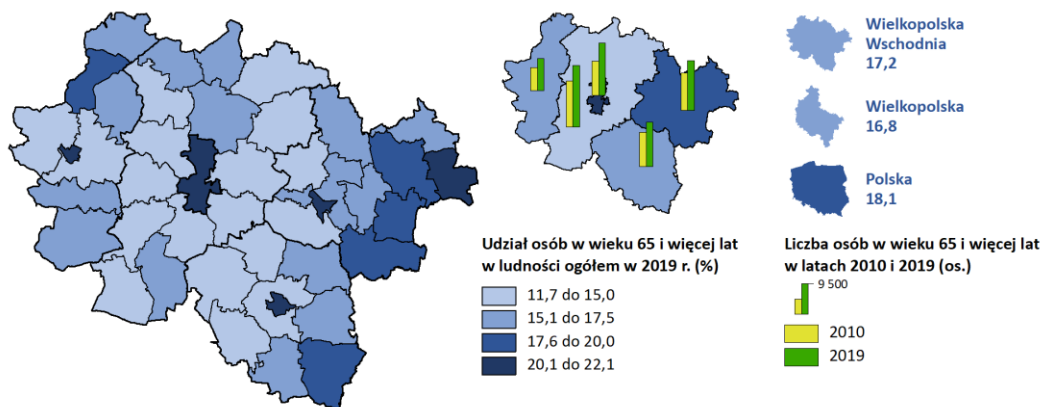 Wielkopolska
Wschodnia
17,2
Wielkopolska
16,8
Polska
18,1
Udział osób w wieku 65 i więcej lat
w ludności ogółem w 2019 r. (%)
11,7 do 15,0
15,1 do 17,5
17,6 do 20,0
20,1 do 22,1
Liczba osób w wieku 65 i więcej lat
w latach 2010 i 2019 (os.)
9 500
2010
2019